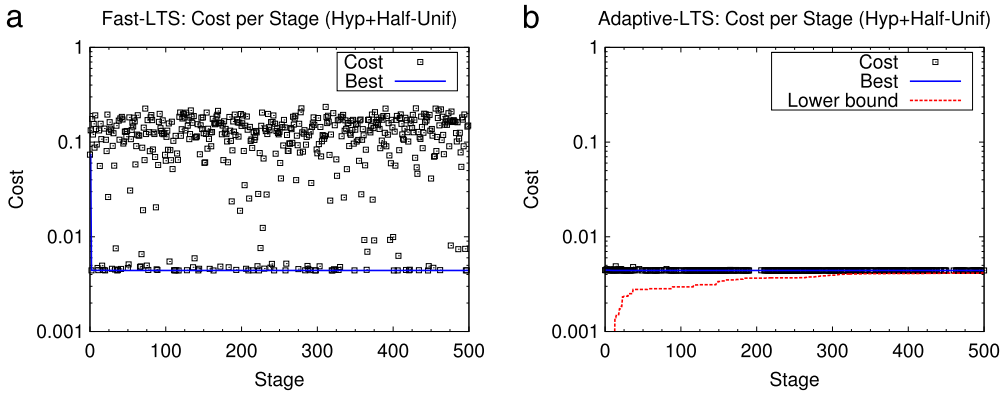 a
Fast-LTS: Cost per Stage (Hyp+Half-Unif)
1
0.1
0.01
0.001
Cost
Cost
Best
0
100
200
300
400
500
Stage
b
Adaptive-LTS: Cost per Stage (Hyp+Half-Unif)
1
0.1
0.01
0.001
Cost
Cost
Best
Lower bound
0
100
200
300
400
500
Stage